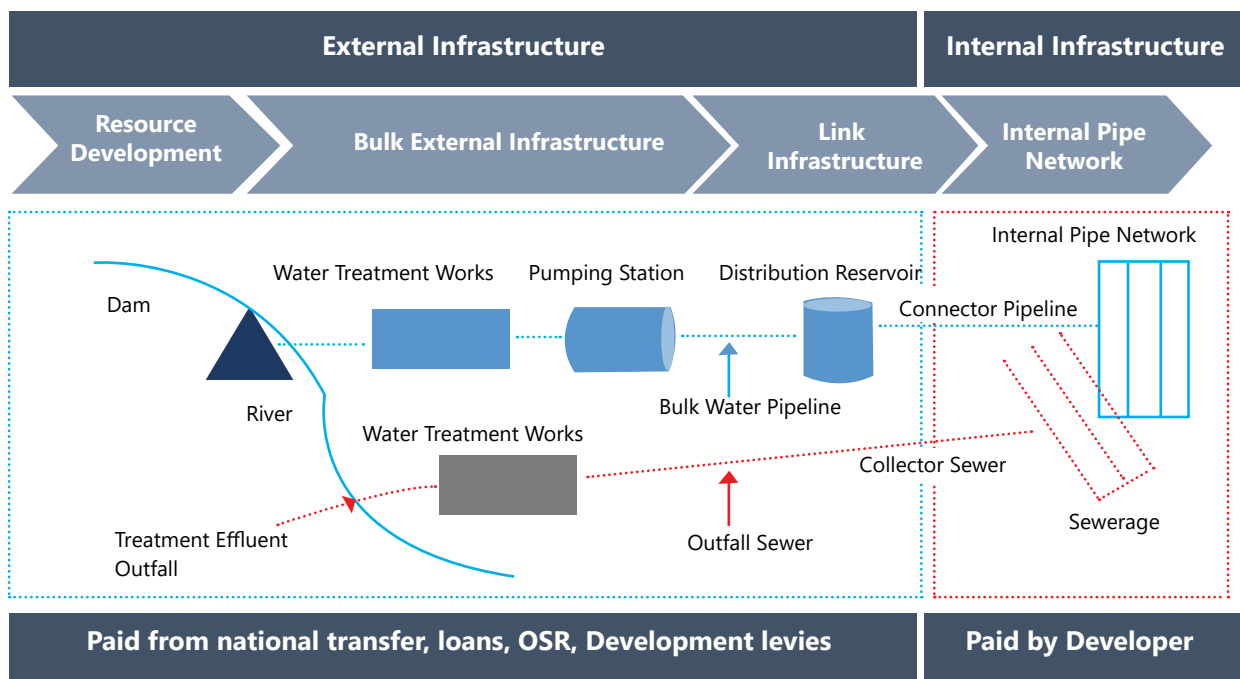 External Infrastructure
Internal Infrastructure
Resource
Development
Bulk External Infrastructure
Link
Infrastructure
Internal Pipe
Network
Internal Pipe Network
Water Treatment Works
Pumping Station
Distribution Reservoir
Dam
Connector Pipeline
River
Bulk Water Pipeline
Water Treatment Works
Collector Sewer
Sewerage
Treatment Effluent
Outfall
Outfall Sewer
Paid from national transfer, loans, OSR, Development levies
Paid by Developer